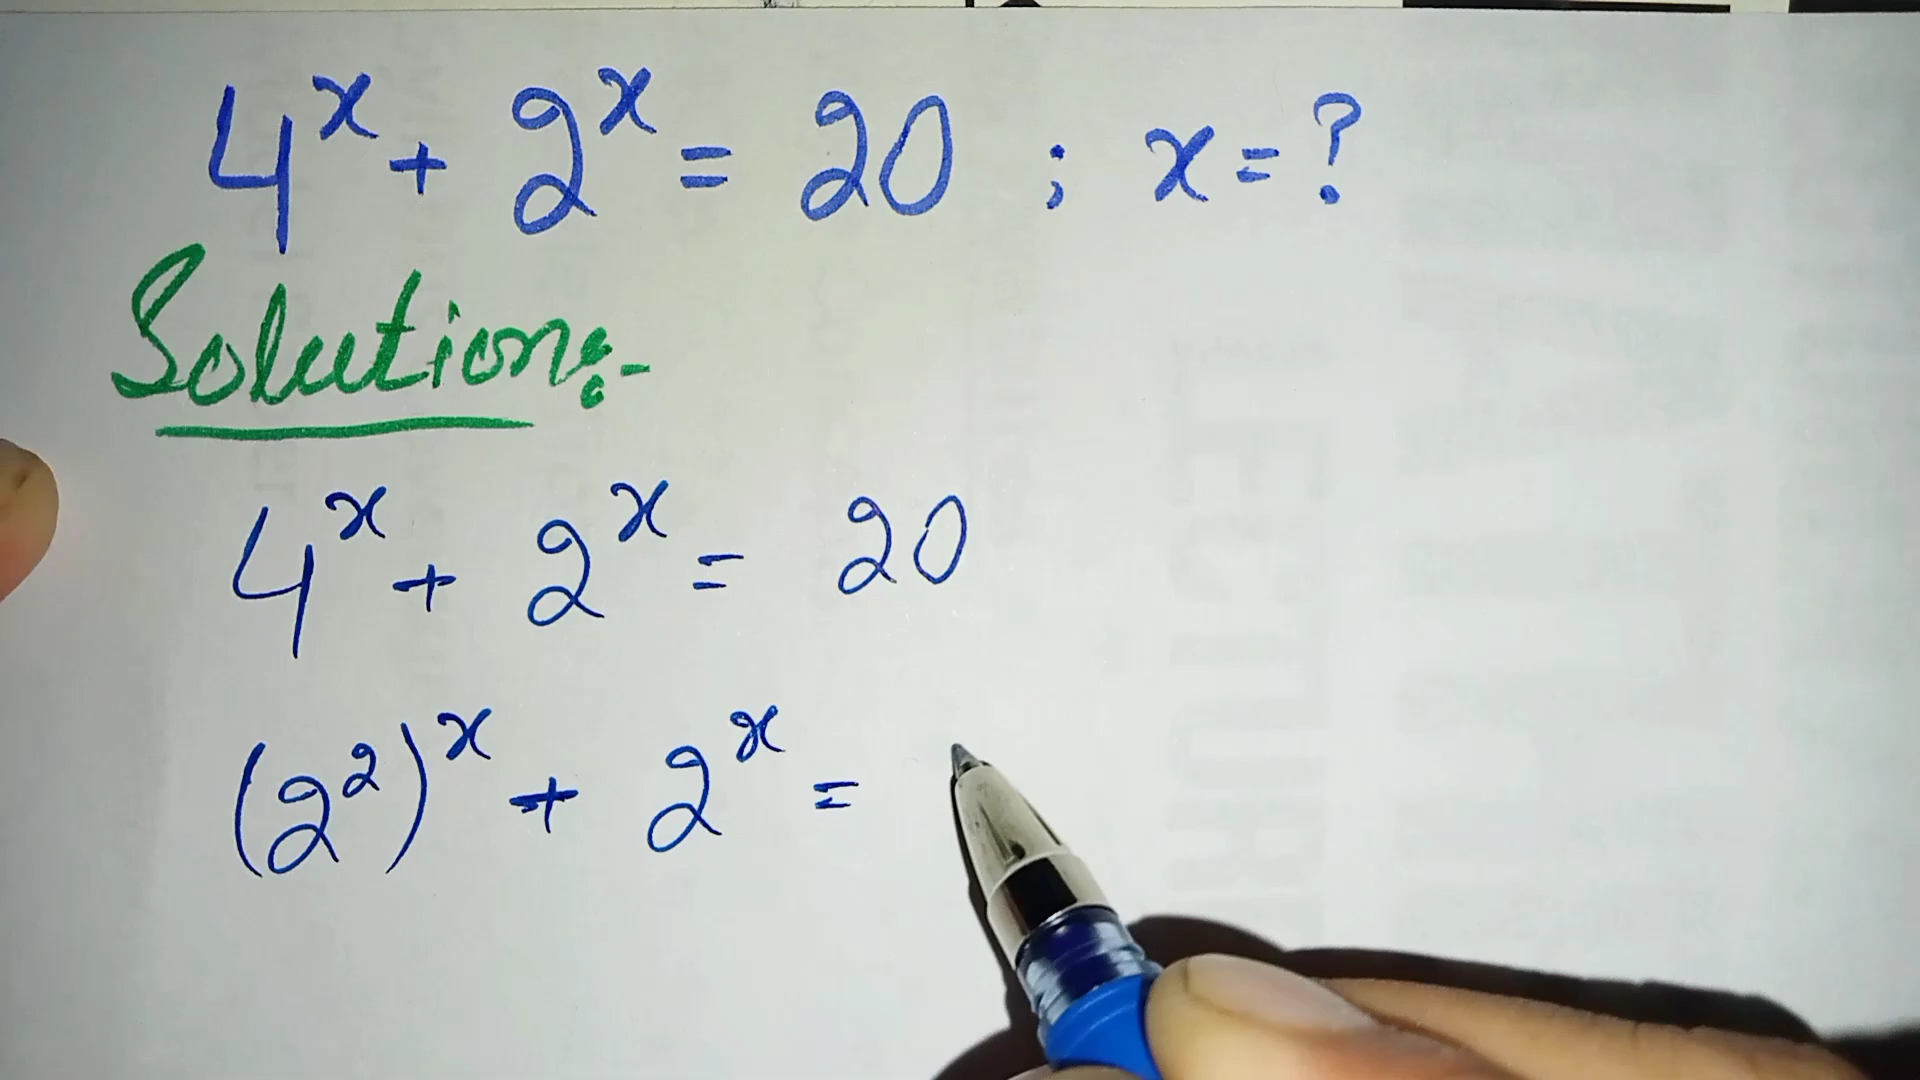 4^x + 2^x = 20 ; x = ?
Solution:-
4^x + 2^x = 20
(2^2)^x + 2^x =